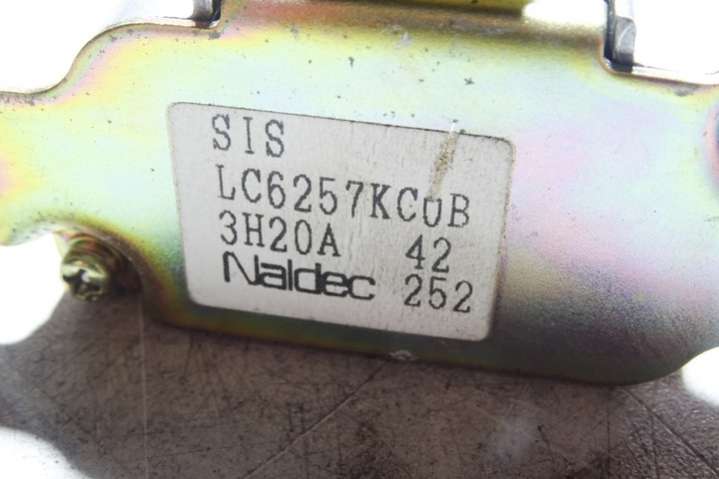 SIS
LC6257KC0B
3H20A 42
Naldec 252